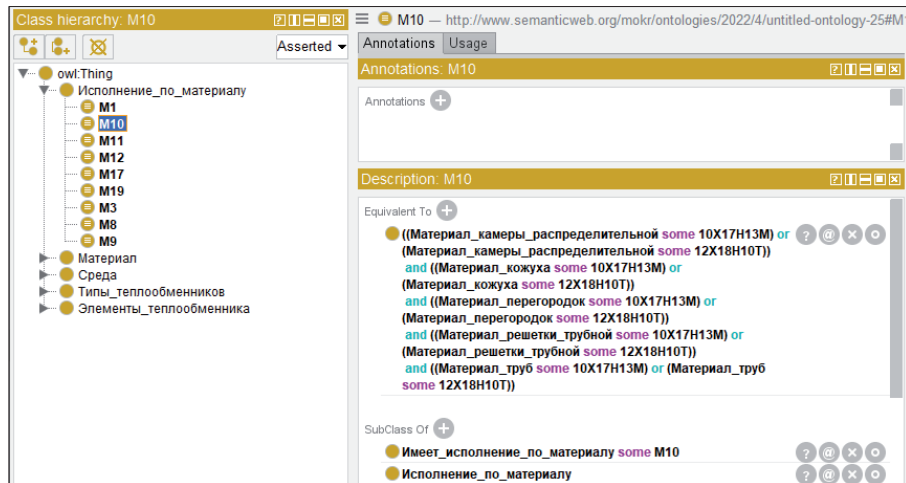 Class hierarchy: M10
Asserted
owl:Thing
Исполнение_по_материалу
M1
M10
M11
M12
M17
M19
M3
M8
M9
Материал
Среда
Типы_теплообменников
Элементы_теплообменника
M10 — http://www.semanticweb.org/mokr/ontologies/2022/4/untitled-ontology-25#M
Annotations Usage
Annotations: M10
Annotations
Description: M10
Equivalent To
((Материал_камеры_распределительной some 10Х17Н13М) or
(Материал_камеры_распределительной some 12Х18Н10Т))
and ((Материал_кожуха some 10Х17Н13М) or
(Материал_кожуха some 12Х18Н10Т))
and ((Материал_перегородок some 10Х17Н13М) or
(Материал_перегородок some 12Х18Н10Т))
and ((Материал_решетки_трубной some 10Х17Н13М) or
(Материал_решетки_трубной some 12Х18Н10Т))
and ((Материал_труб some 10Х17Н13М) or (Материал_труб
some 12Х18Н10Т))
SubClass Of
Имеет_исполнение_по_материалу some M10
Исполнение_по_материалу